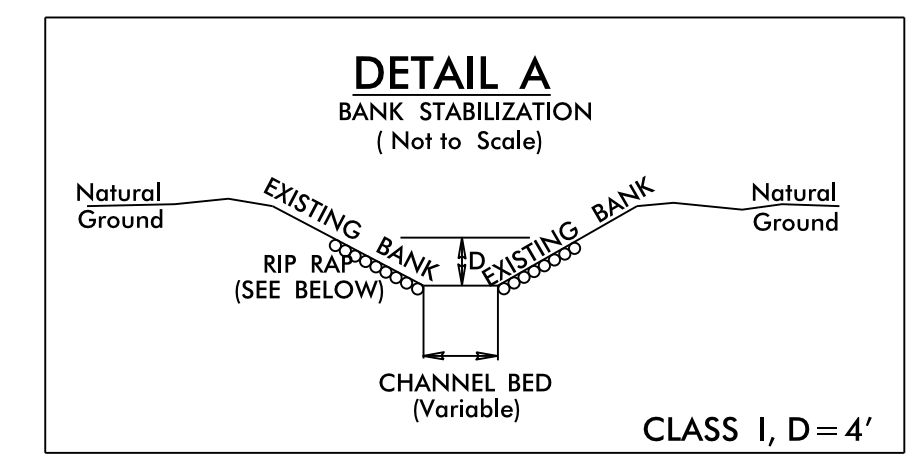 DETAIL A
BANK STABILIZATION
( Not to Scale)
Natural
Ground
EXISTING BANK
EXISTING BANK
Natural
Ground
D
RIP RAP
(SEE BELOW)
CHANNEL BED
(Variable)
CLASS I, D=4'